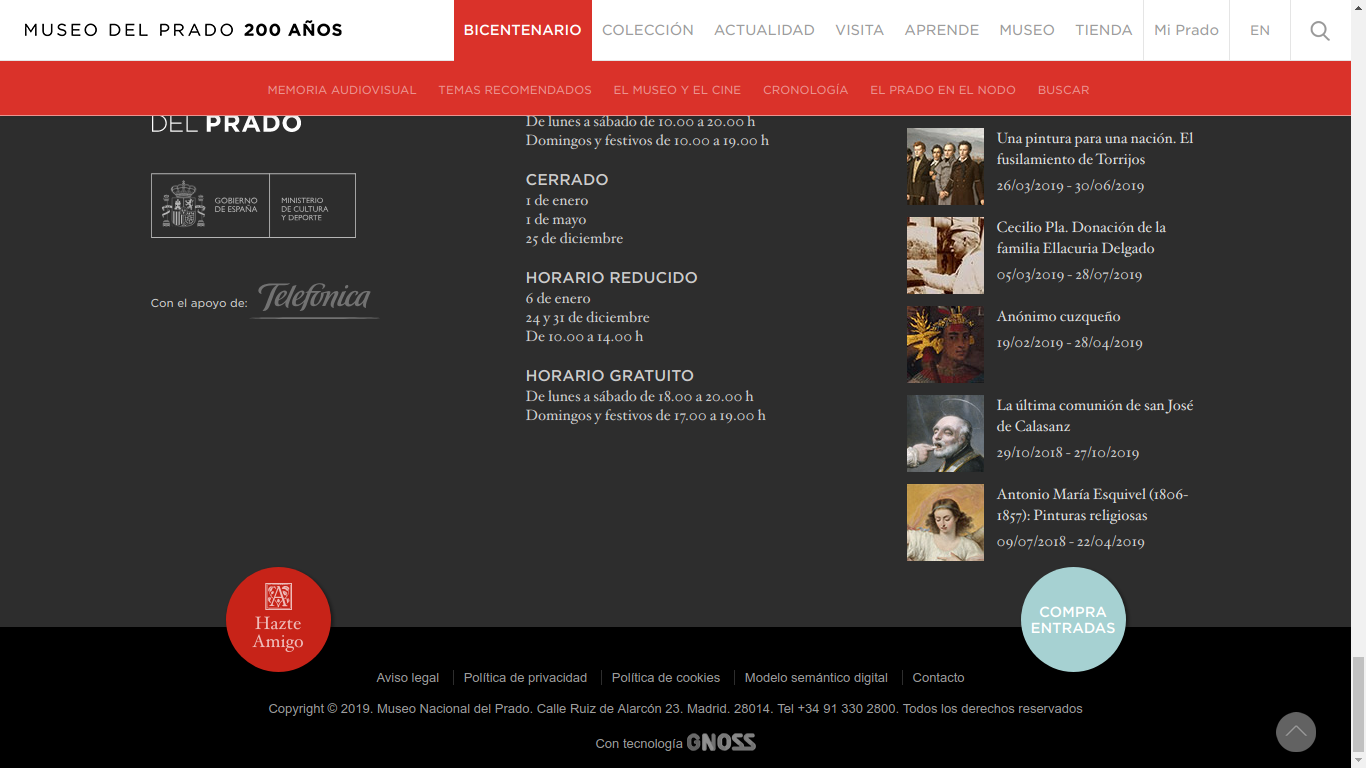 MUSEO DEL PRADO 200 AÑOS
BICENTENARIO
COLECCIÓN
ACTUALIDAD
VISITA
APRENDE
MUSEO
TIENDA
Mi Prado
EN
MEMORIA AUDIOVISUAL
TEMAS RECOMENDADOS
EL MUSEO Y EL CINE
CRONOLOGÍA
EL PRADO EN EL NODO
BUSCAR
DEL PRADO
GOBIERNO
DE ESPAÑA
MINISTERIO
DE CULTURA
Y DEPORTE
Con el apoyo de: Telefónica
De lunes a sábado de 10.00 a 20.00 h
Domingos y festivos de 10.00 a 19.00 h
CERRADO
1 de enero
1 de mayo
25 de diciembre
HORARIO REDUCIDO
6 de enero
24 y 31 de diciembre
De 10.00 a 14.00 h
HORARIO GRATUITO
De lunes a sábado de 18.00 a 20.00 h
Domingos y festivos de 17.00 a 19.00 h
Una pintura para una nación. El
fusilamiento de Torrijos
26/03/2019 - 30/06/2019
Cecilio Pla. Donación de la
familia Ellacuria Delgado
05/03/2019 - 28/07/2019
Anónimo cuzqueño
19/02/2019 - 28/04/2019
La última comunión de san José
de Calasanz
29/10/2018 - 27/10/2019
Antonio María Esquivel (1806-
1857): Pinturas religiosas
09/07/2018 - 22/04/2019
A
Hazte
Amigo
COMPRA
ENTRADAS
Aviso legal
Política de privacidad
Política de cookies
Modelo semántico digital
Contacto
Copyright © 2019. Museo Nacional del Prado. Calle Ruiz de Alarcón 23. Madrid. 28014. Tel +34 91 330 2800. Todos los derechos reservados
Con tecnología GNOSS